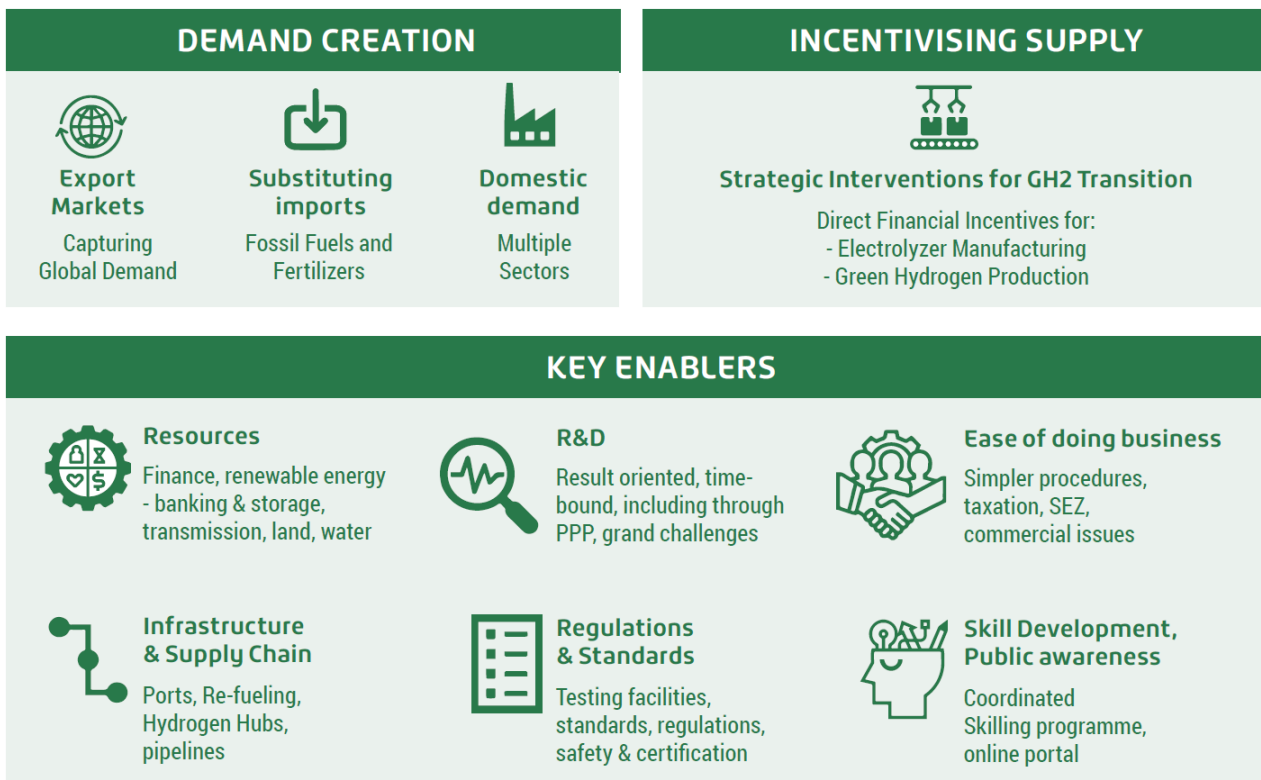 DEMAND CREATION
Export
Markets
Capturing
Global Demand
Substituting
imports
Fossil Fuels and
Fertilizers
Domestic
demand
Multiple
Sectors
INCENTIVISING SUPPLY
Strategic Interventions for GH2 Transition
Direct Financial Incentives for:
- Electrolyzer Manufacturing
- Green Hydrogen Production
KEY ENABLERS
Resources
Finance, renewable energy
- banking & storage,
transmission, land, water
R&D
Result oriented, time-
bound, including through
PPP, grand challenges
Ease of doing business
Simpler procedures,
taxation, SEZ,
commercial issues
Infrastructure
& Supply Chain
Ports, Re-fueling,
Hydrogen Hubs,
pipelines
Regulations
& Standards
Testing facilities,
standards, regulations,
safety & certification
Skill Development,
Public awareness
Coordinated
Skilling programme,
online portal